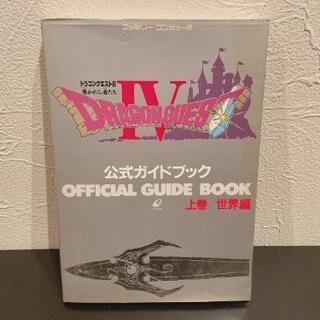 ファミリーコンピュータ
ドラゴンクエストIV
導かれし者たち
DRAGON QUEST
IV
公式ガイドブック
OFFICIAL GUIDE BOOK
上巻 世界編